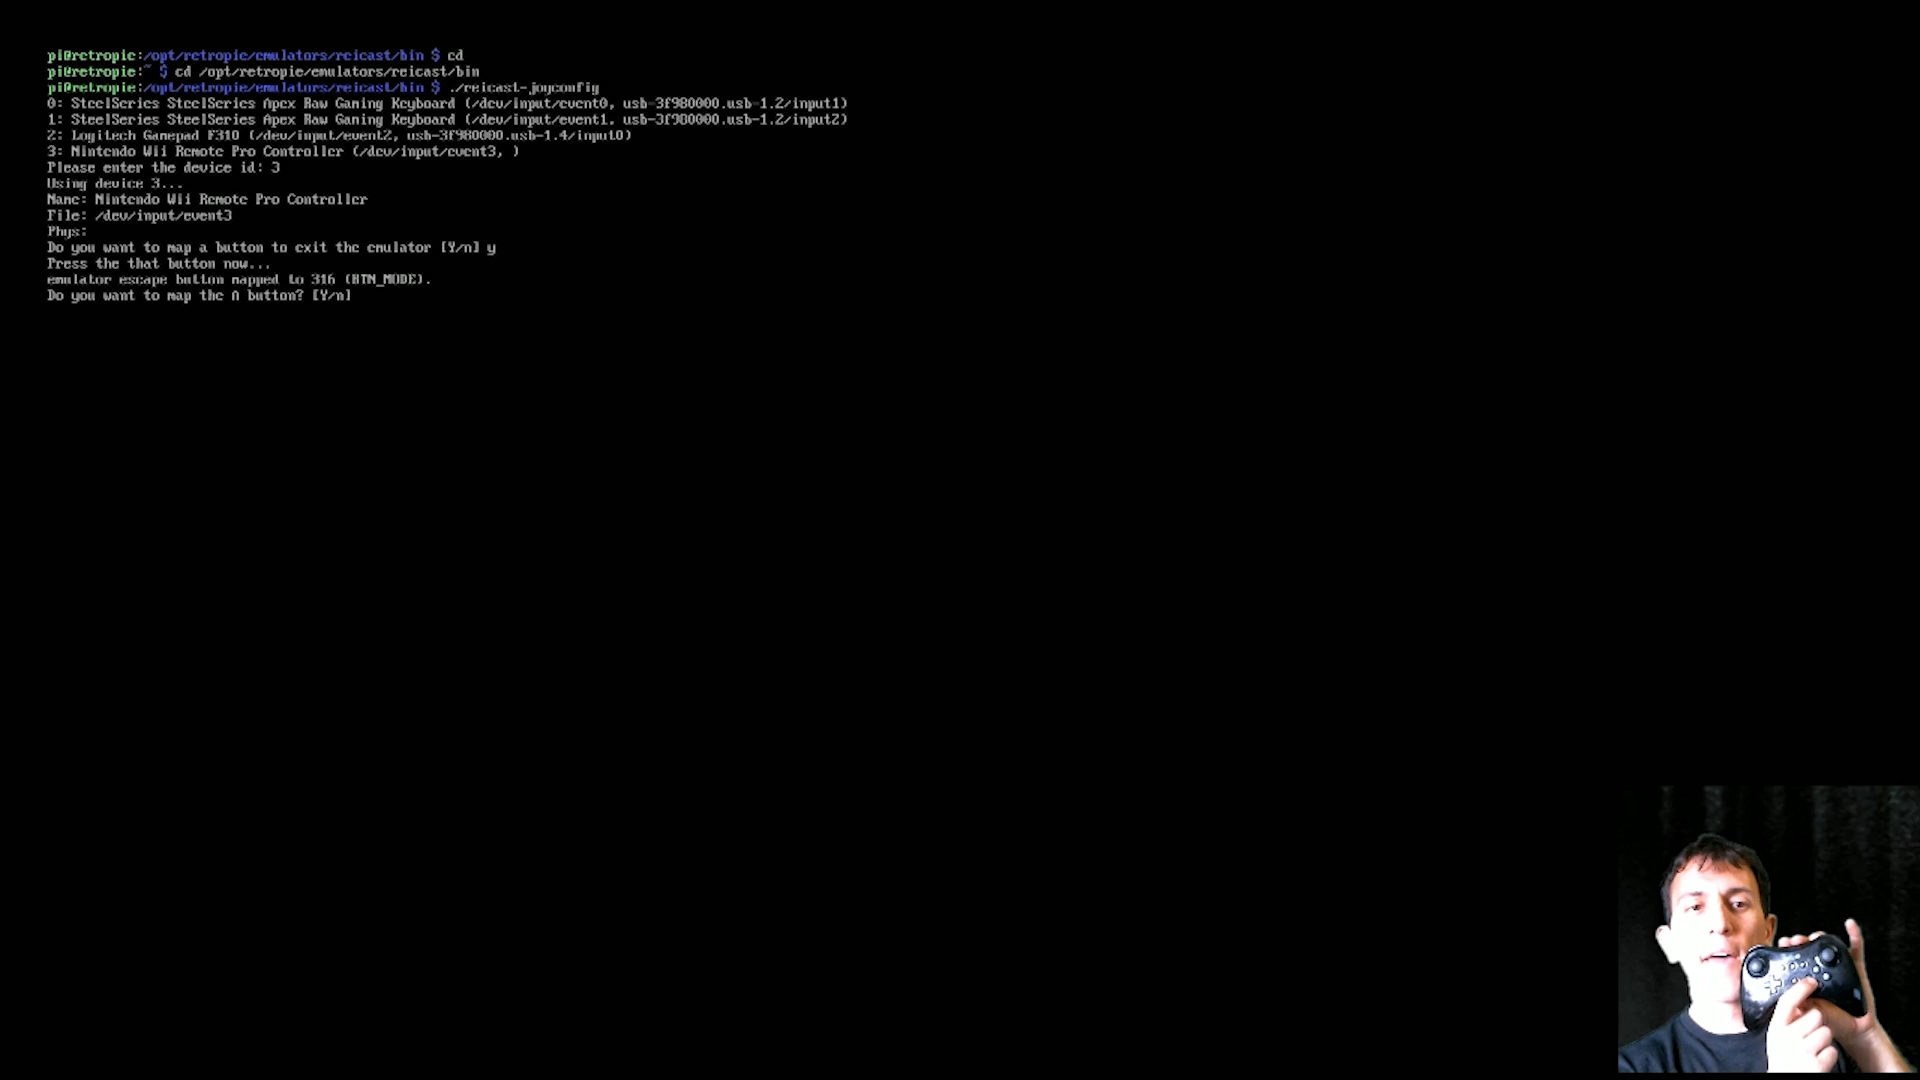 pi@retropie:/opt/retropie/emulators/reicast/bin $ cd
pi@retropie:~ $ cd /opt/retropie/emulators/reicast/bin
pi@retropie:/opt/retropie/emulators/reicast/bin $ ./reicast-joyconfig
0: SteelSeries SteelSeries Apex Raw Gaming Keyboard (/dev/input/event0, usb-3f980000.usb-1.2/input1)
1: SteelSeries SteelSeries Apex Raw Gaming Keyboard (/dev/input/event1, usb-3f980000.usb-1.2/input2)
2: Logitech Gamepad F310 (/dev/input/event2, usb-3f980000.usb-1.4/input0)
3: Nintendo Wii Remote Pro Controller (/dev/input/event3, )
Please enter the device id: 3
Using device 3...
Name: Nintendo Wii Remote Pro Controller
File: /dev/input/event3
Phys:
Do you want to map a button to exit the emulator [Y/n] y
Press the that button now...
emulator escape button mapped to 316 (BTN_MODE).
Do you want to map the A button? [Y/n]